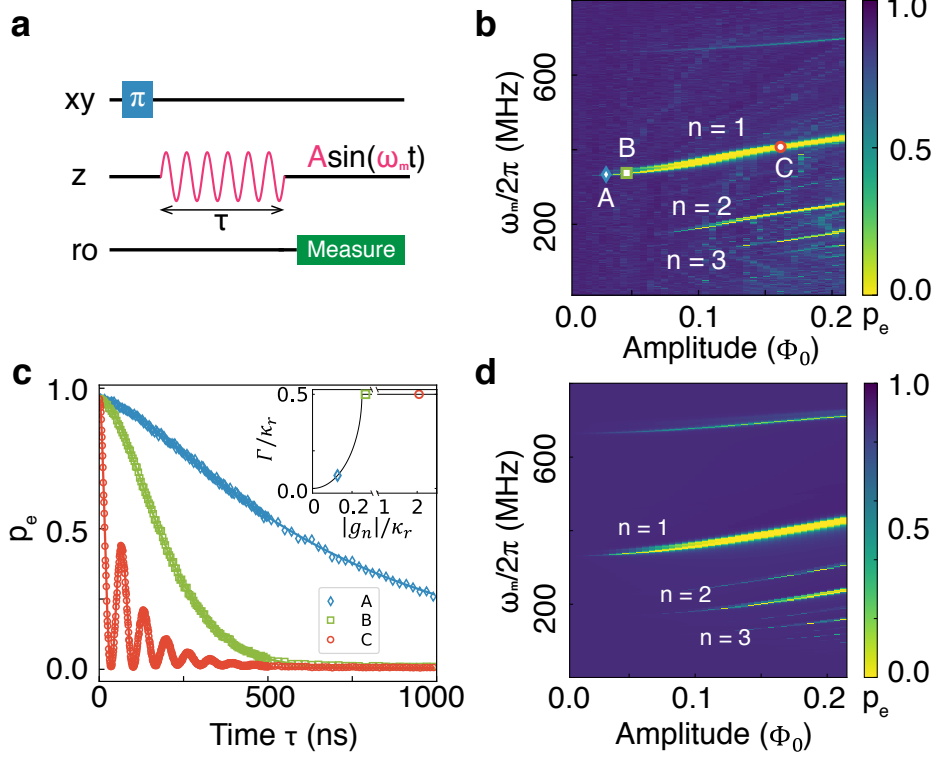 a
xy
π
z
Asin(ωₘt)
τ
ro
Measure
b
ωₘ/2π (MHz)
600
200
n = 1
n = 2
n = 3
A
B
C
0.0
0.1
0.2
Amplitude (Φ₀)
1.0
0.5
0.0
pₑ
c
pₑ
1.0
0.5
0.0
0
500
1000
Time τ (ns)
Γ/κᵣ
0.5
0.0
0
0.2
1
2
|gₙ|/κᵣ
A
B
C
d
ωₘ/2π (MHz)
600
200
n = 1
n = 2
n = 3
0.0
0.1
0.2
Amplitude (Φ₀)
1.0
0.5
0.0
pₑ